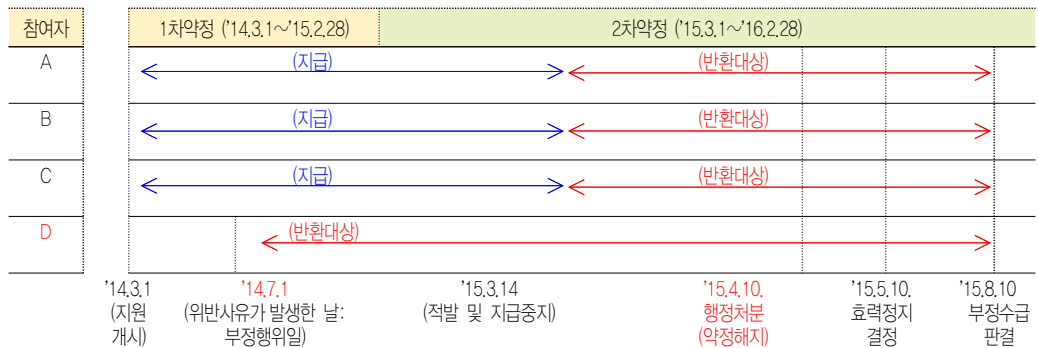 참여자 1차약정 ('14.3.1~'15.2.28) 2차약정 ('15.3.1~'16.2.28)
A (지급) (반환대상)
B (지급) (반환대상)
C (지급) (반환대상)
D (반환대상)
'14.3.1 '14.7.1 '15.3.14 '15.4.10. '15.5.10. '15.8.10
(지원 (위반사유가 발생한 날: (적발 및 지급중지) 행정처분 효력정지 부정수급
개시) 부정행위일) (약정해지) 결정 판결